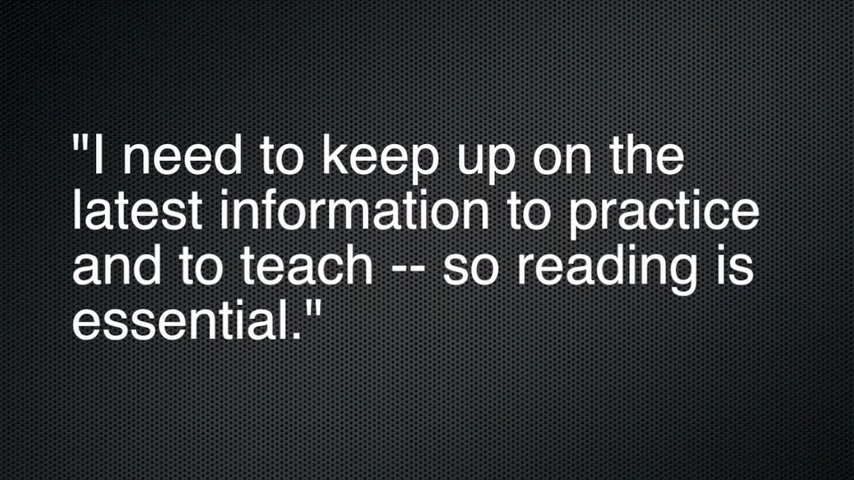 "I need to keep up on the
latest information to practice
and to teach -- so reading is
essential."